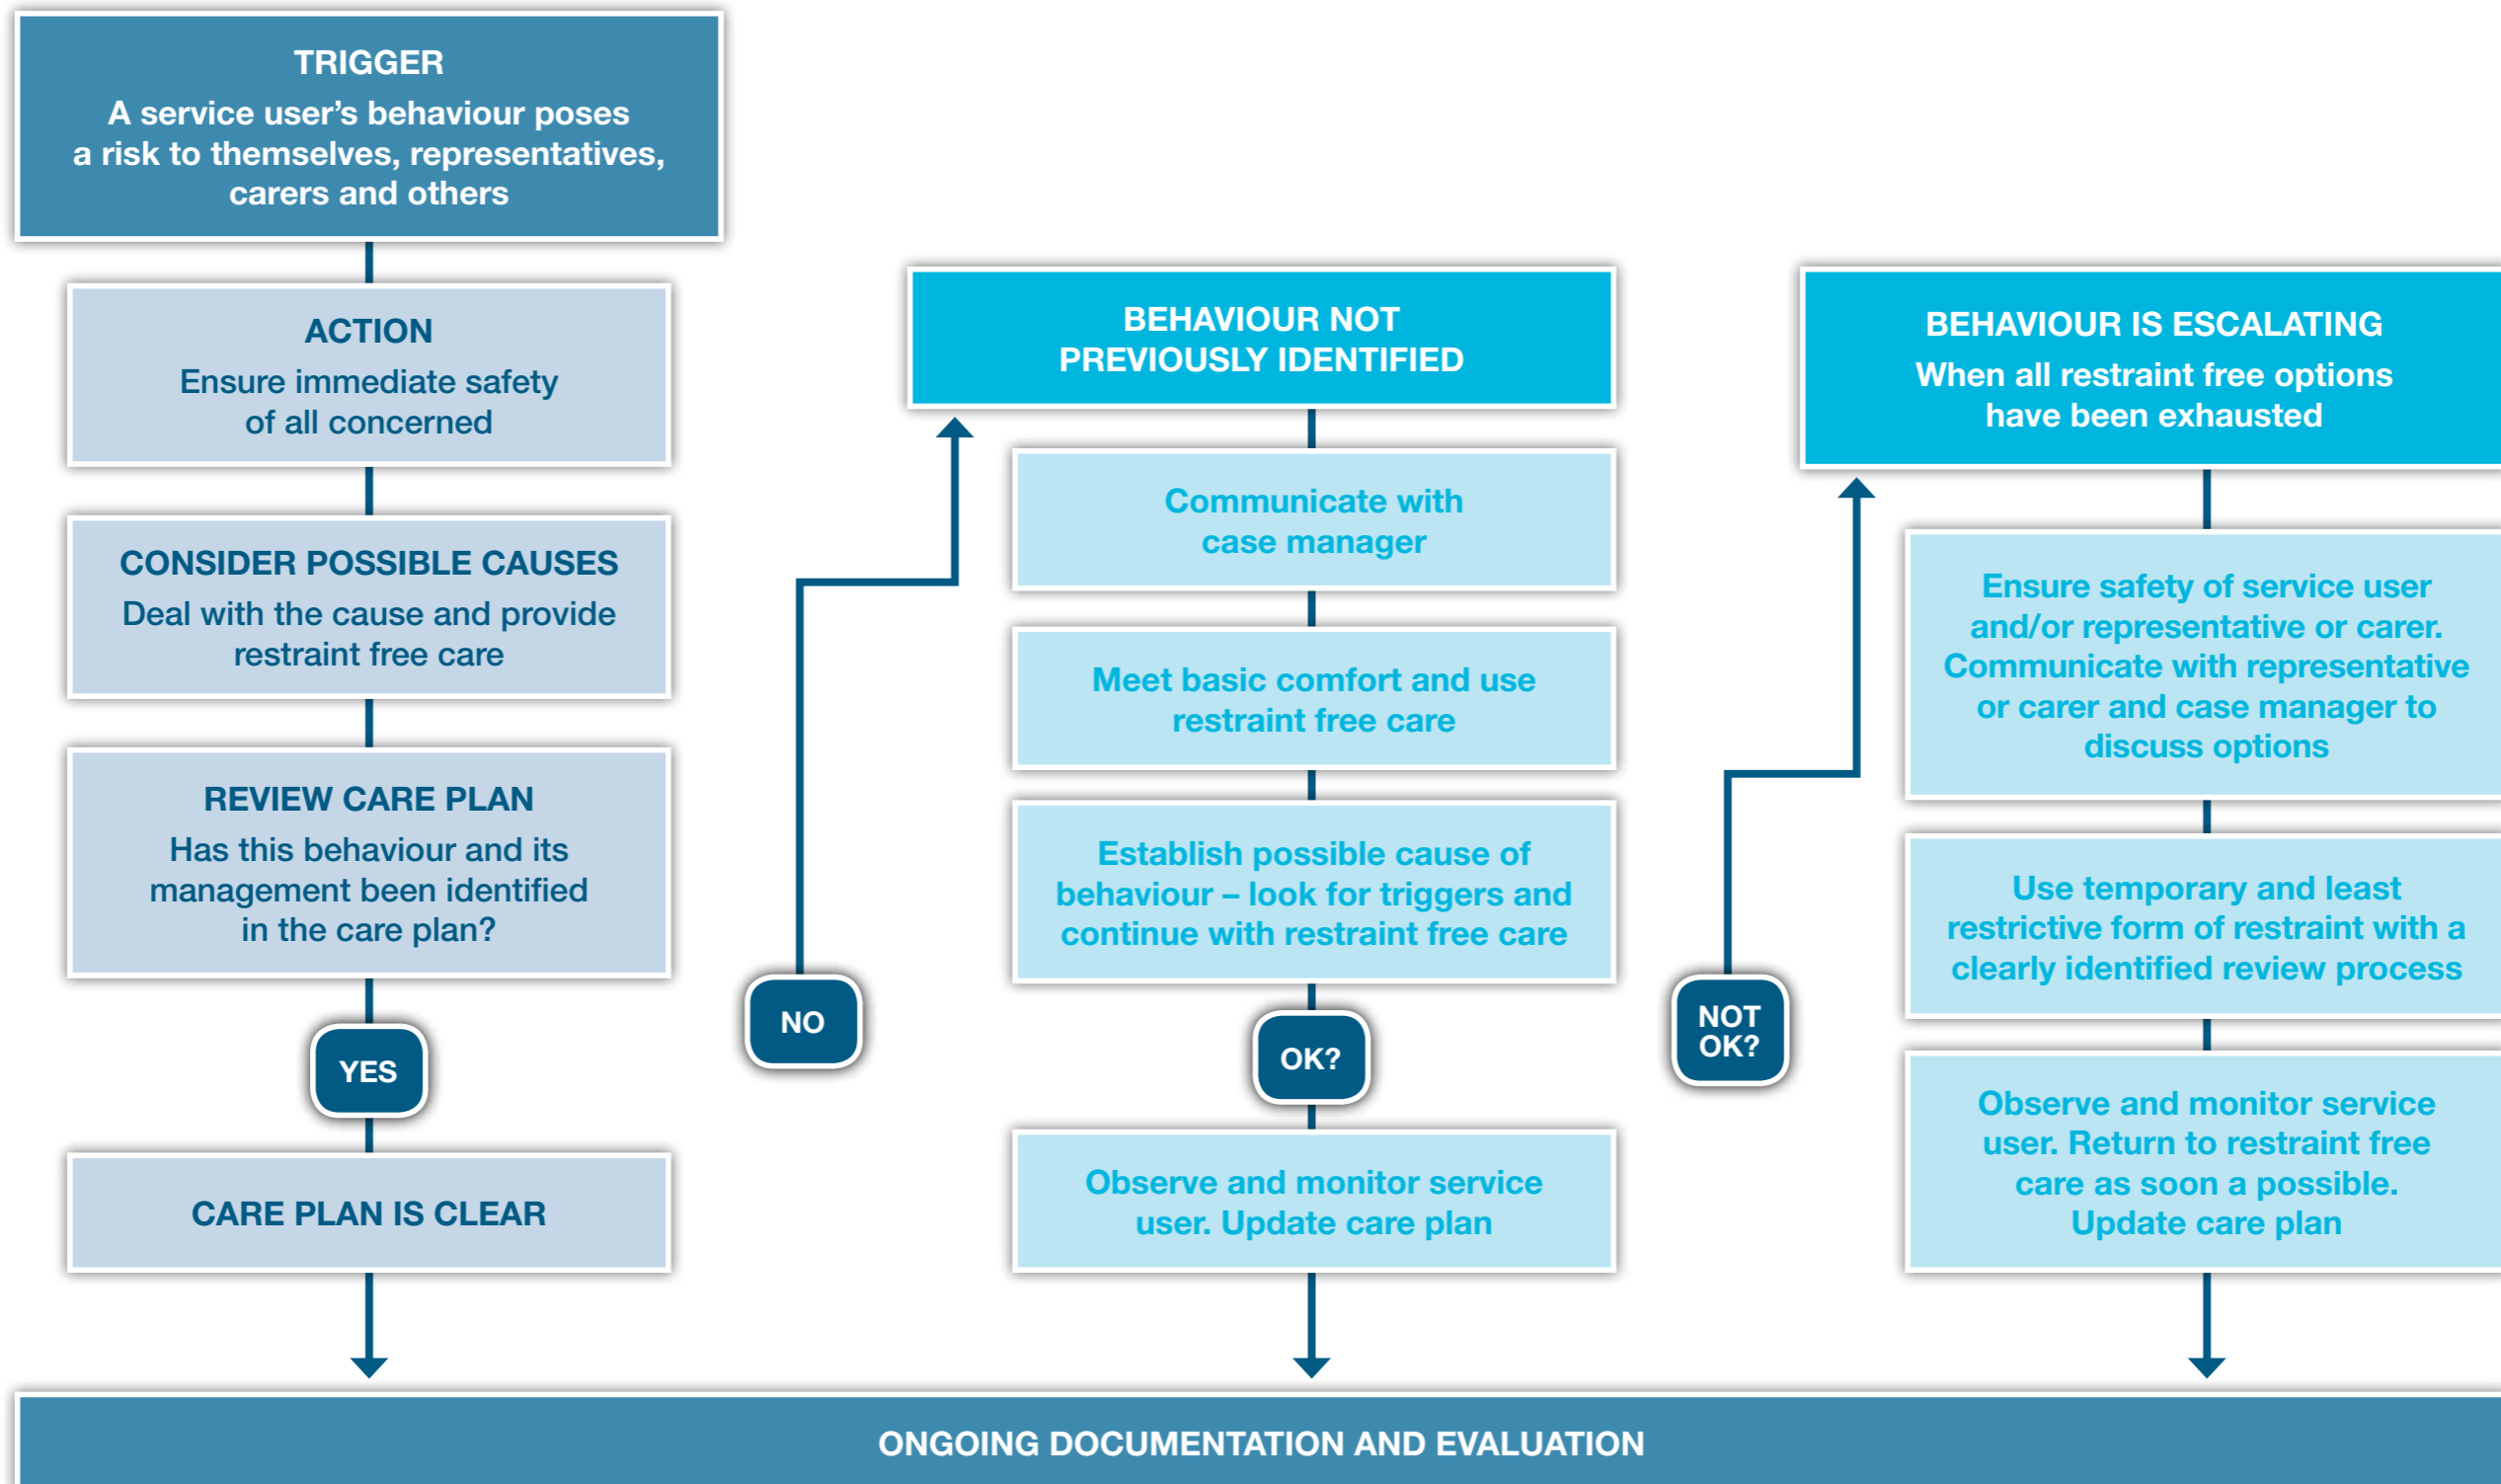 TRIGGER
A service user’s behaviour poses
a risk to themselves, representatives,
carers and others
ACTION
Ensure immediate safety
of all concerned
CONSIDER POSSIBLE CAUSES
Deal with the cause and provide
restraint free care
REVIEW CARE PLAN
Has this behaviour and its
management been identified
in the care plan?
YES
CARE PLAN IS CLEAR
NO
BEHAVIOUR NOT
PREVIOUSLY IDENTIFIED
Communicate with
case manager
Meet basic comfort and use
restraint free care
Establish possible cause of
behaviour – look for triggers and
continue with restraint free care
OK?
Observe and monitor service
user. Update care plan
NOT
OK?
BEHAVIOUR IS ESCALATING
When all restraint free options
have been exhausted
Ensure safety of service user
and/or representative or carer.
Communicate with representative
or carer and case manager to
discuss options
Use temporary and least
restrictive form of restraint with a
clearly identified review process
Observe and monitor service
user. Return to restraint free
care as soon a possible.
Update care plan
ONGOING DOCUMENTATION AND EVALUATION